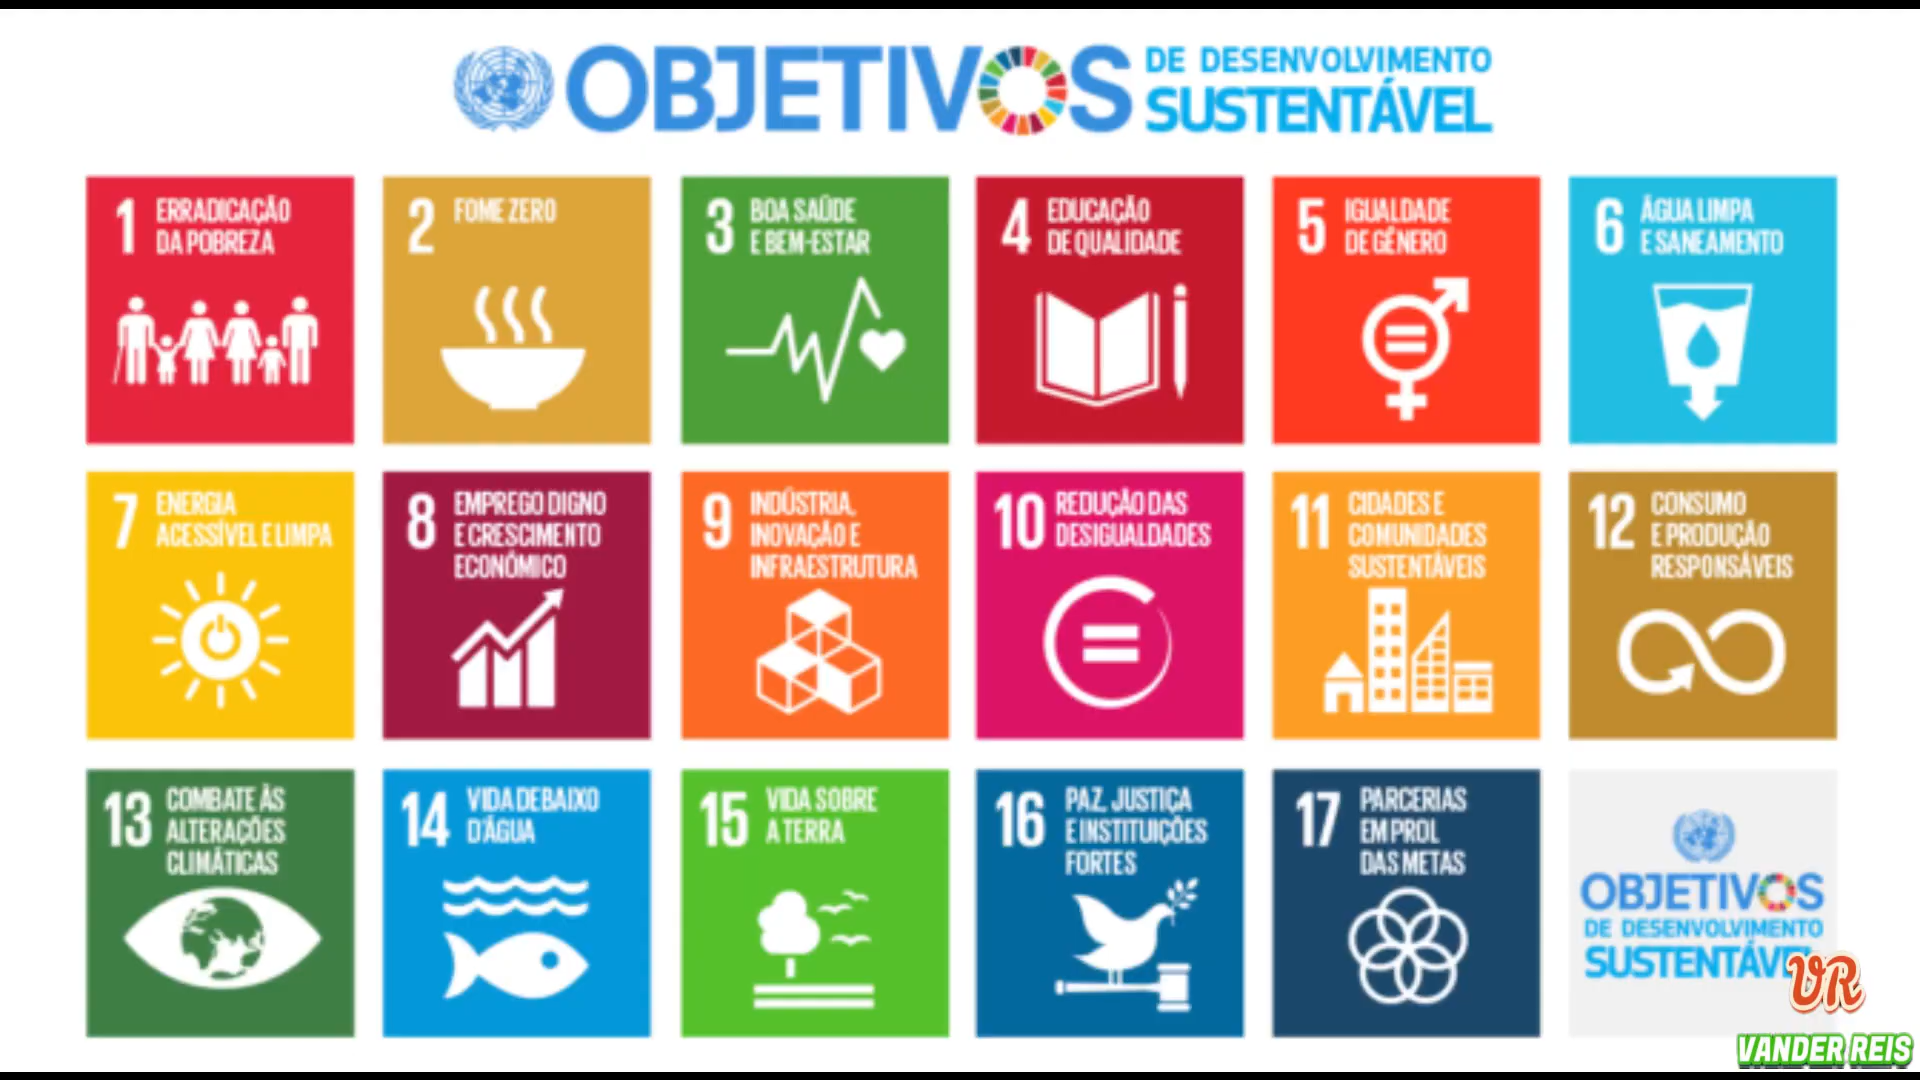 OBJETIVOS
DE DESENVOLVIMENTO
SUSTENTÁVEL
1 ERRADICAÇÃO
DA POBREZA
2 FOME ZERO
3 BOA SAÚDE
E BEM-ESTAR
4 EDUCAÇÃO
DE QUALIDADE
5 IGUALDADE
DE GÊNERO
6 ÁGUA LIMPA
E SANEAMENTO
7 ENERGIA
ACESSÍVEL E LIMPA
8 EMPREGO DIGNO
E CRESCIMENTO
ECONÔMICO
9 INDÚSTRIA,
INOVAÇÃO E
INFRAESTRUTURA
10 REDUÇÃO DAS
DESIGUALDADES
11 CIDADES E
COMUNIDADES
SUSTENTÁVEIS
12 CONSUMO
E PRODUÇÃO
RESPONSÁVEIS
13 COMBATE ÀS
ALTERAÇÕES
CLIMÁTICAS
14 VIDA DEBAIXO
D'ÁGUA
15 VIDA SOBRE
A TERRA
16 PAZ, JUSTIÇA
E INSTITUIÇÕES
FORTES
17 PARCERIAS
EM PROL
DAS METAS
OBJETIVOS
DE DESENVOLVIMENTO
SUSTENTÁVEL
VR
VANDER REIS